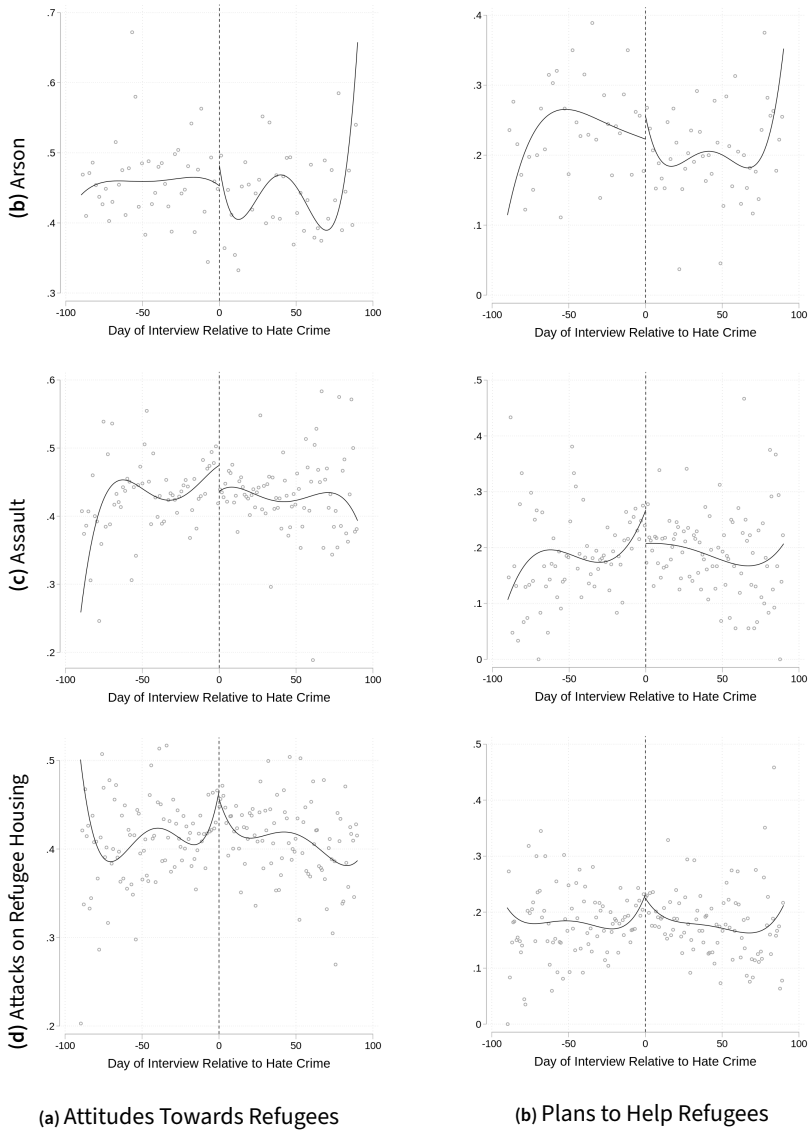 (b) Arson
.7
.6
.5
.4
.3
-100 -50 0 50 100
Day of Interview Relative to Hate Crime
.4
.3
.2
.1
0
-100 -50 0 50 100
Day of Interview Relative to Hate Crime
(c) Assault
.6
.5
.4
.3
.2
-100 -50 0 50 100
Day of Interview Relative to Hate Crime
.5
.4
.3
.2
.1
0
-100 -50 0 50 100
Day of Interview Relative to Hate Crime
(d) Attacks on Refugee Housing
.5
.4
.3
.2
-100 -50 0 50 100
Day of Interview Relative to Hate Crime
.5
.4
.3
.2
.1
0
-100 -50 0 50 100
Day of Interview Relative to Hate Crime
(a) Attitudes Towards Refugees
(b) Plans to Help Refugees